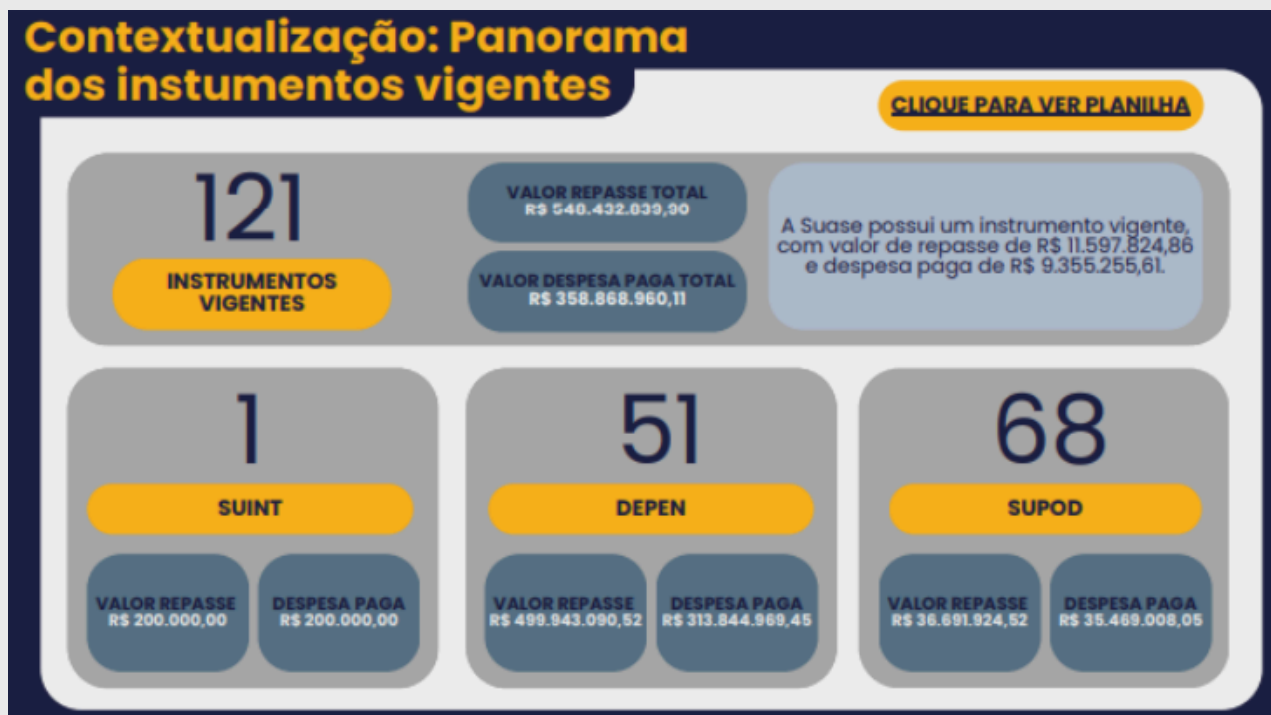 Contextualização: Panorama
dos instumentos vigentes
CLIQUE PARA VER PLANILHA
121
INSTRUMENTOS
VIGENTES
VALOR REPASSE TOTAL
R$ 548.432.839,90
VALOR DESPESA PAGA TOTAL
R$ 358.868.960,11
A Suase possui um instrumento vigente,
com valor de repasse de R$ 11.597.824,86
e despesa paga de R$ 9.355.255,61.
1
SUINT
VALOR REPASSE
R$ 200.000,00
DESPESA PAGA
R$ 200.000,00
51
DEPEN
VALOR REPASSE
R$ 499.943.090,52
DESPESA PAGA
R$ 313.844.969,45
68
SUPOD
VALOR REPASSE
R$ 36.691.924,52
DESPESA PAGA
R$ 35.469.008,05